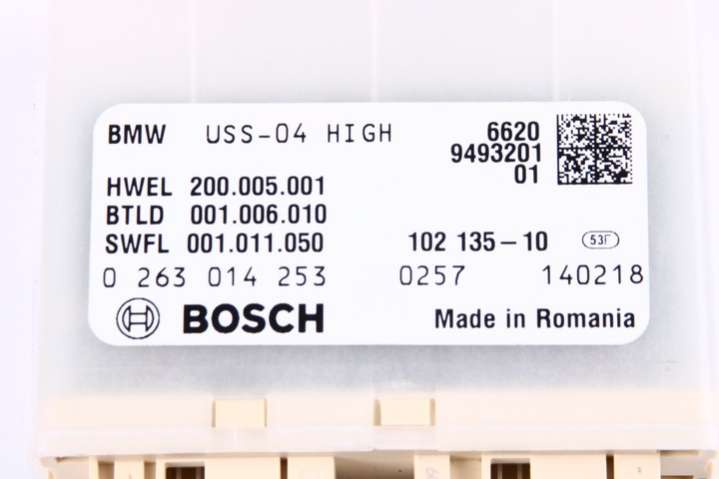 BMW USS-04 HIGH 6620
9493201
01
HWEL 200.005.001
BTLD 001.006.010
SWFL 001.011.050 102 135-10 53Г
0 263 014 253 0257 140218
BOSCH Made in Romania